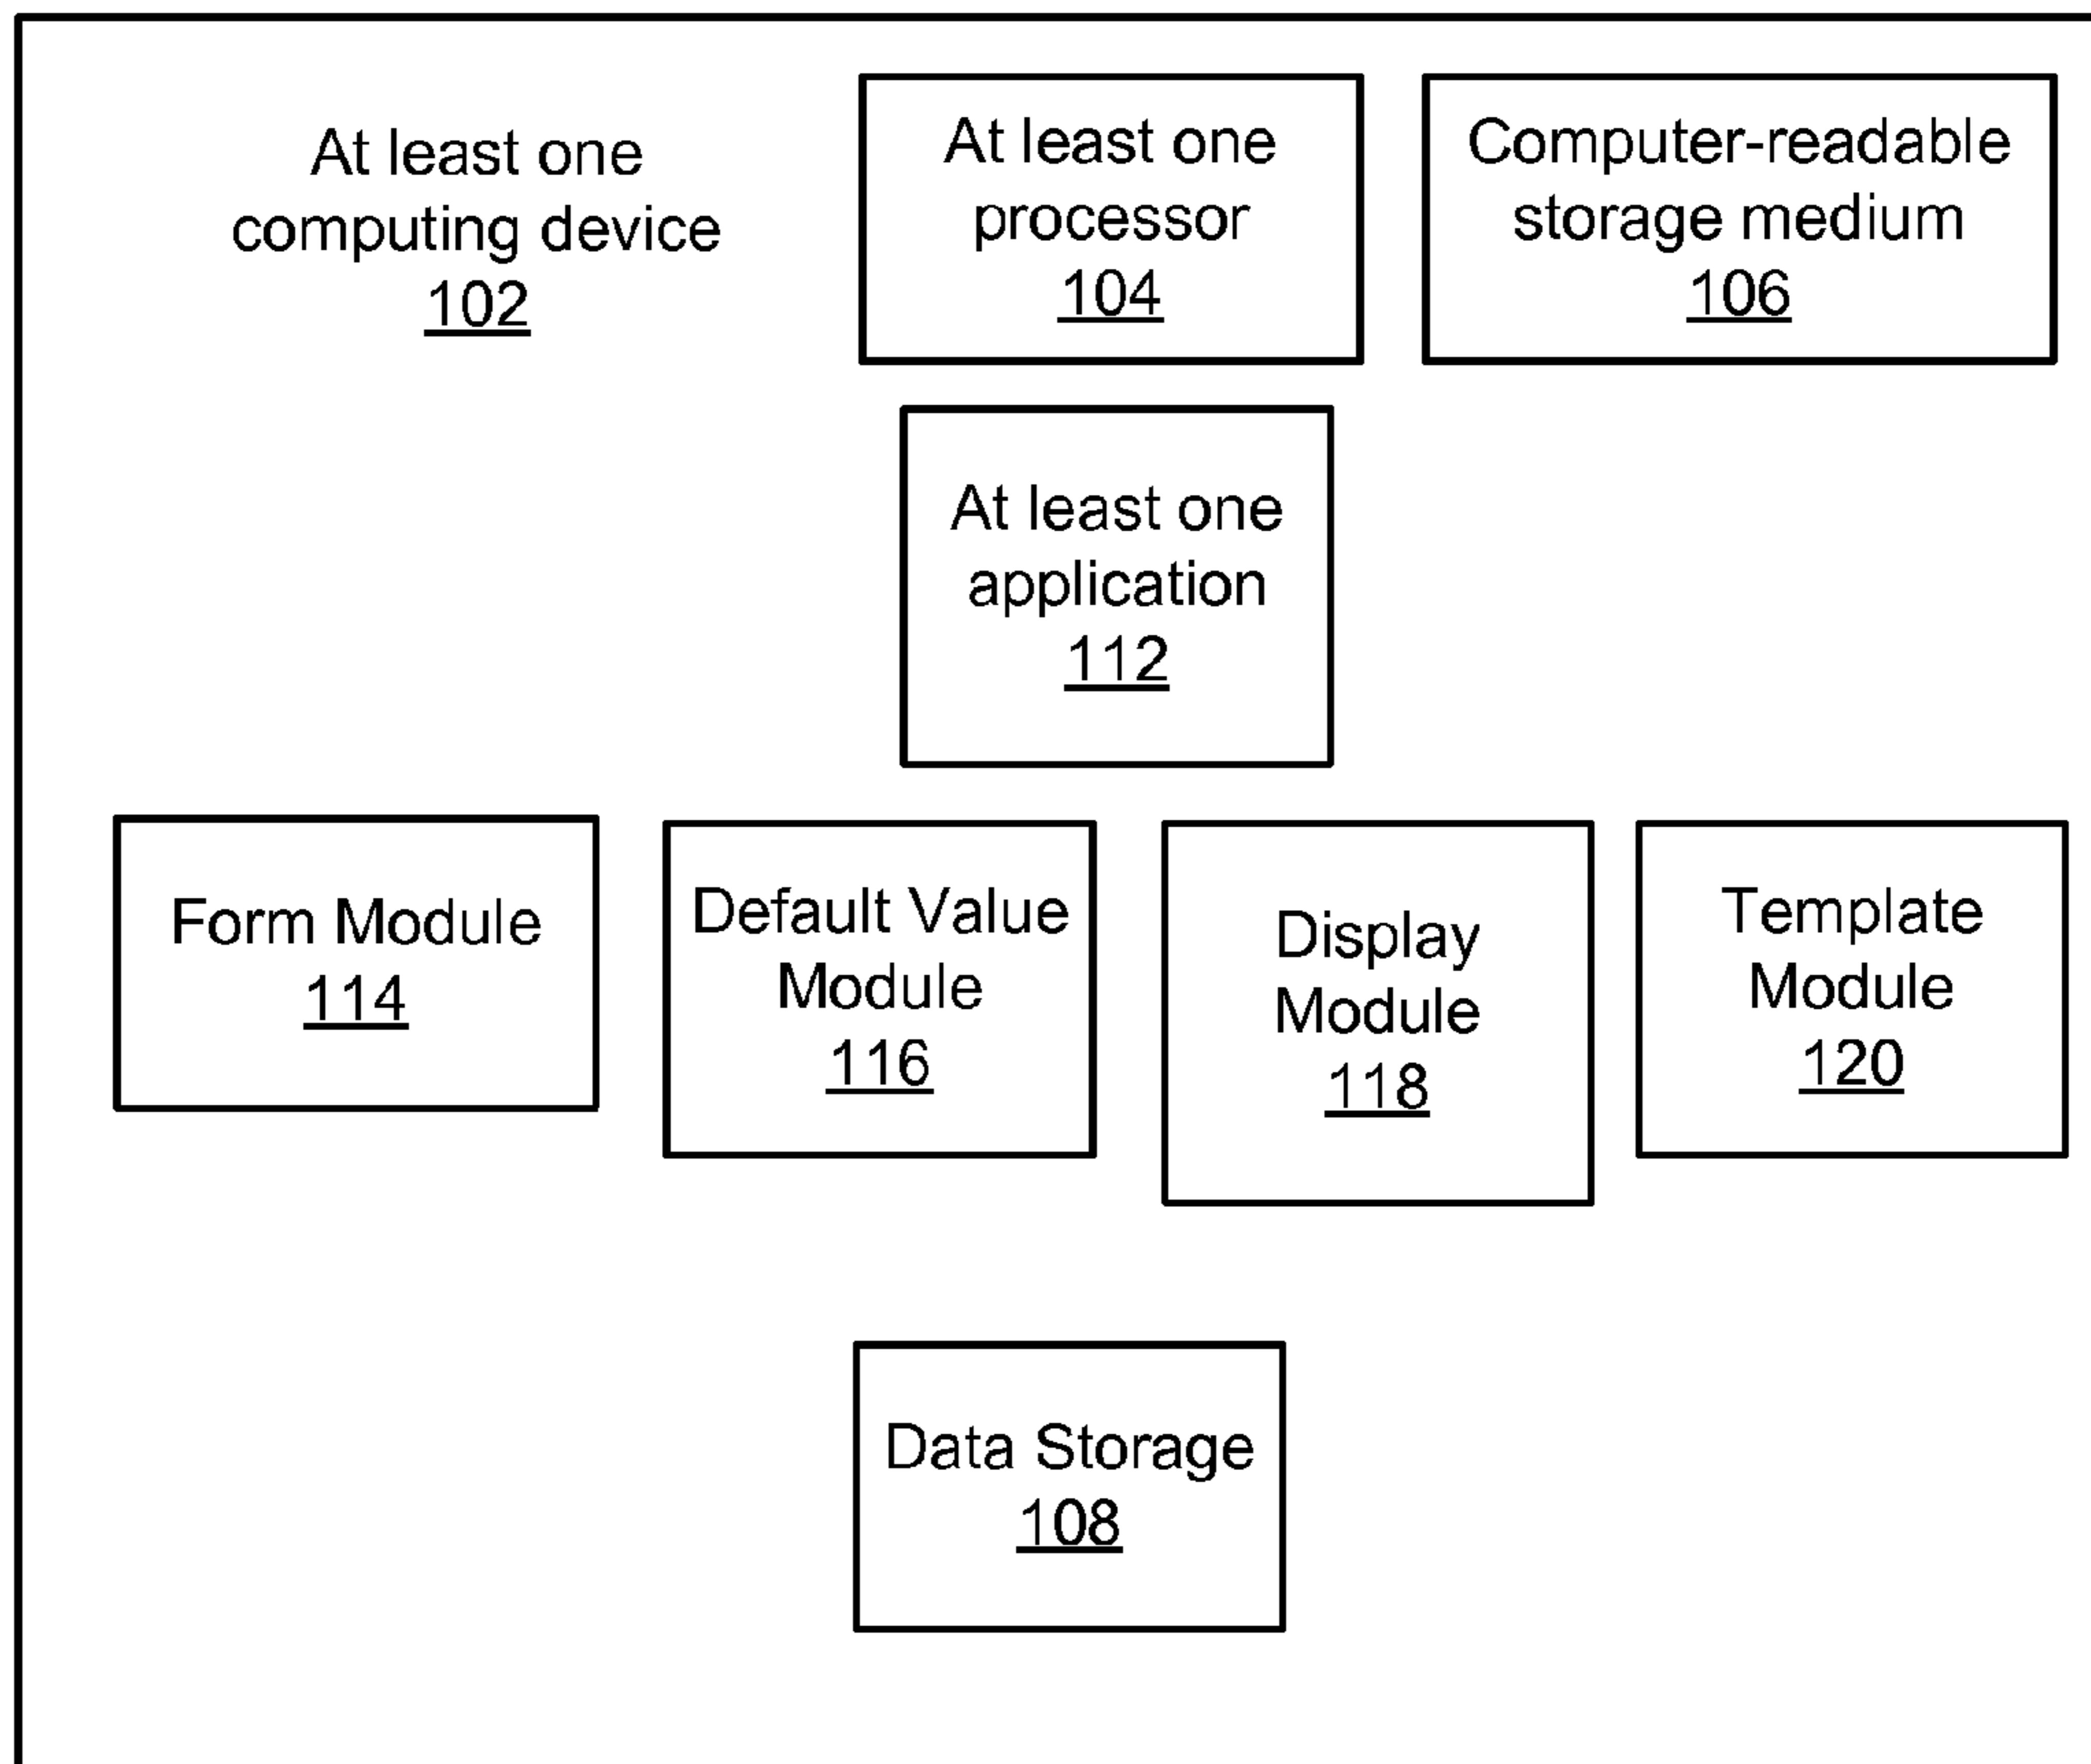 At least one
computing device
102
At least one
processor
104
Computer-readable
storage medium
106
At least one
application
112
Form Module
114
Default Value
Module
116
Display
Module
118
Template
Module
120
Data Storage
108